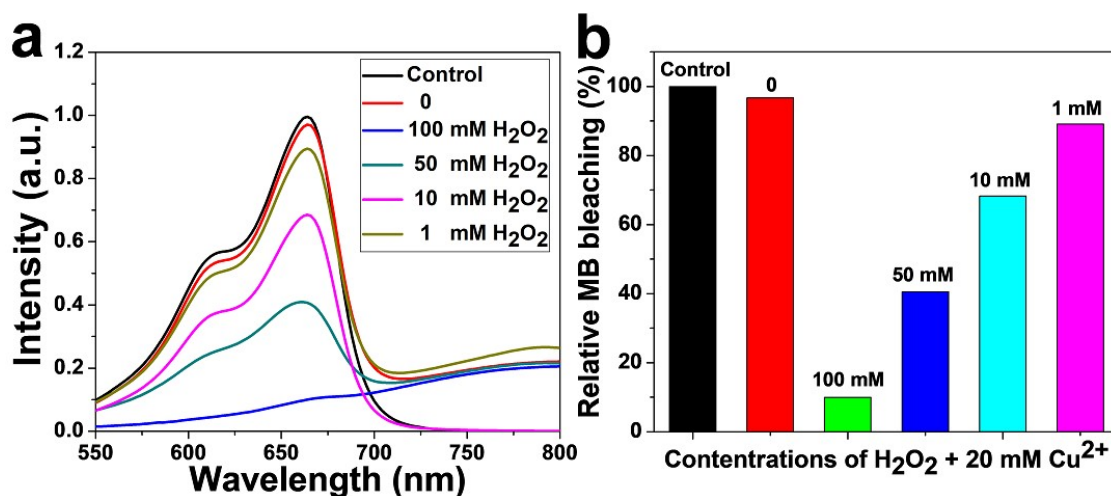 a
1.2
1.0
0.8
0.6
0.4
0.2
0.0
550 600 650 700 750 800
Intensity (a.u.)
Wavelength (nm)
Control
0
100 mM H₂O₂
50 mM H₂O₂
10 mM H₂O₂
1 mM H₂O₂
b
100
80
60
40
20
0
Relative MB bleaching (%)
Control
0
100 mM
50 mM
10 mM
1 mM
Contentrations of H₂O₂ + 20 mM Cu²⁺